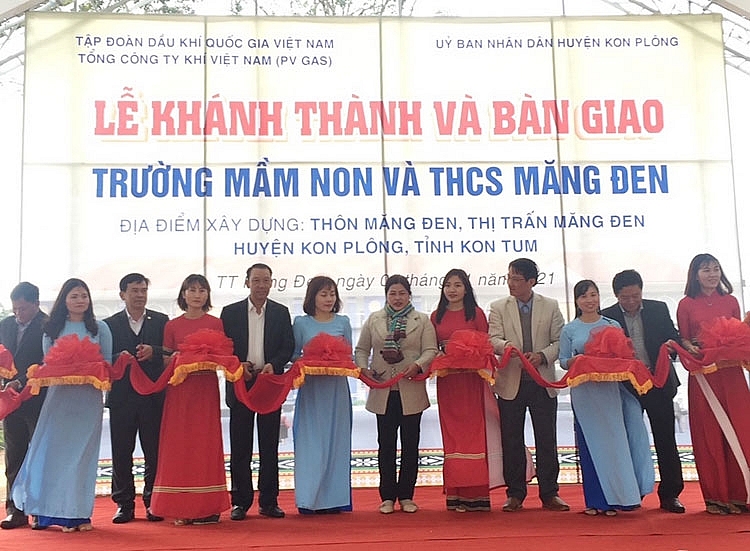 TẬP ĐOÀN DẦU KHÍ QUỐC GIA VIỆT NAM
TỔNG CÔNG TY KHÍ VIỆT NAM (PV GAS)
UỶ BAN NHÂN DÂN HUYỆN KON PLÔNG
LỄ KHÁNH THÀNH VÀ BÀN GIAO
TRƯỜNG MẦM NON VÀ THCS MĂNG ĐEN
ĐỊA ĐIỂM XÂY DỰNG: THÔN MĂNG ĐEN, THỊ TRẤN MĂNG ĐEN
HUYỆN KON PLÔNG, TỈNH KON TUM
TT ngày